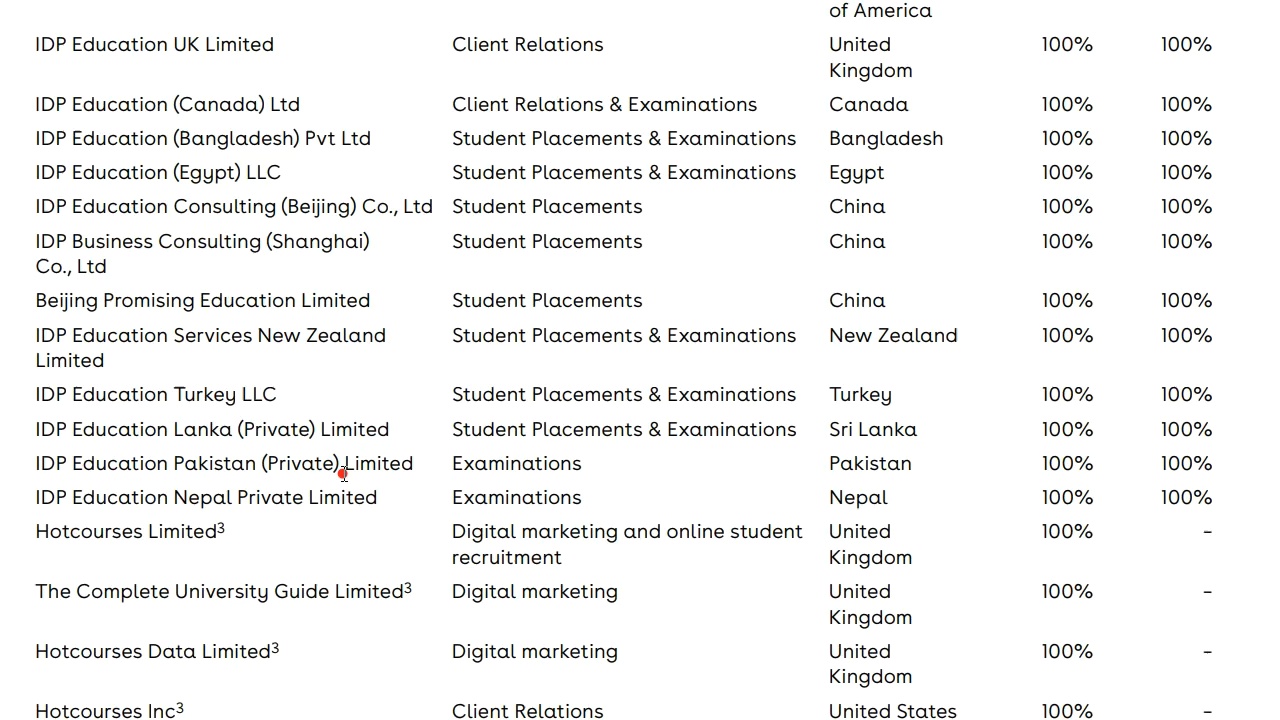 of America
IDP Education UK Limited Client Relations United 100% 100%
Kingdom
IDP Education (Canada) Ltd Client Relations & Examinations Canada 100% 100%
IDP Education (Bangladesh) Pvt Ltd Student Placements & Examinations Bangladesh 100% 100%
IDP Education (Egypt) LLC Student Placements & Examinations Egypt 100% 100%
IDP Education Consulting (Beijing) Co., Ltd Student Placements China 100% 100%
IDP Business Consulting (Shanghai) Student Placements China 100% 100%
Co., Ltd
Beijing Promising Education Limited Student Placements China 100% 100%
IDP Education Services New Zealand Student Placements & Examinations New Zealand 100% 100%
Limited
IDP Education Turkey LLC Student Placements & Examinations Turkey 100% 100%
IDP Education Lanka (Private) Limited Student Placements & Examinations Sri Lanka 100% 100%
IDP Education Pakistan (Private) Limited Examinations Pakistan 100% 100%
IDP Education Nepal Private Limited Examinations Nepal 100% 100%
Hotcourses Limited³ Digital marketing and online student United 100% –
recruitment Kingdom
The Complete University Guide Limited³ Digital marketing United 100% –
Kingdom
Hotcourses Data Limited³ Digital marketing United 100% –
Kingdom
Hotcourses Inc³ Client Relations United States 100% –